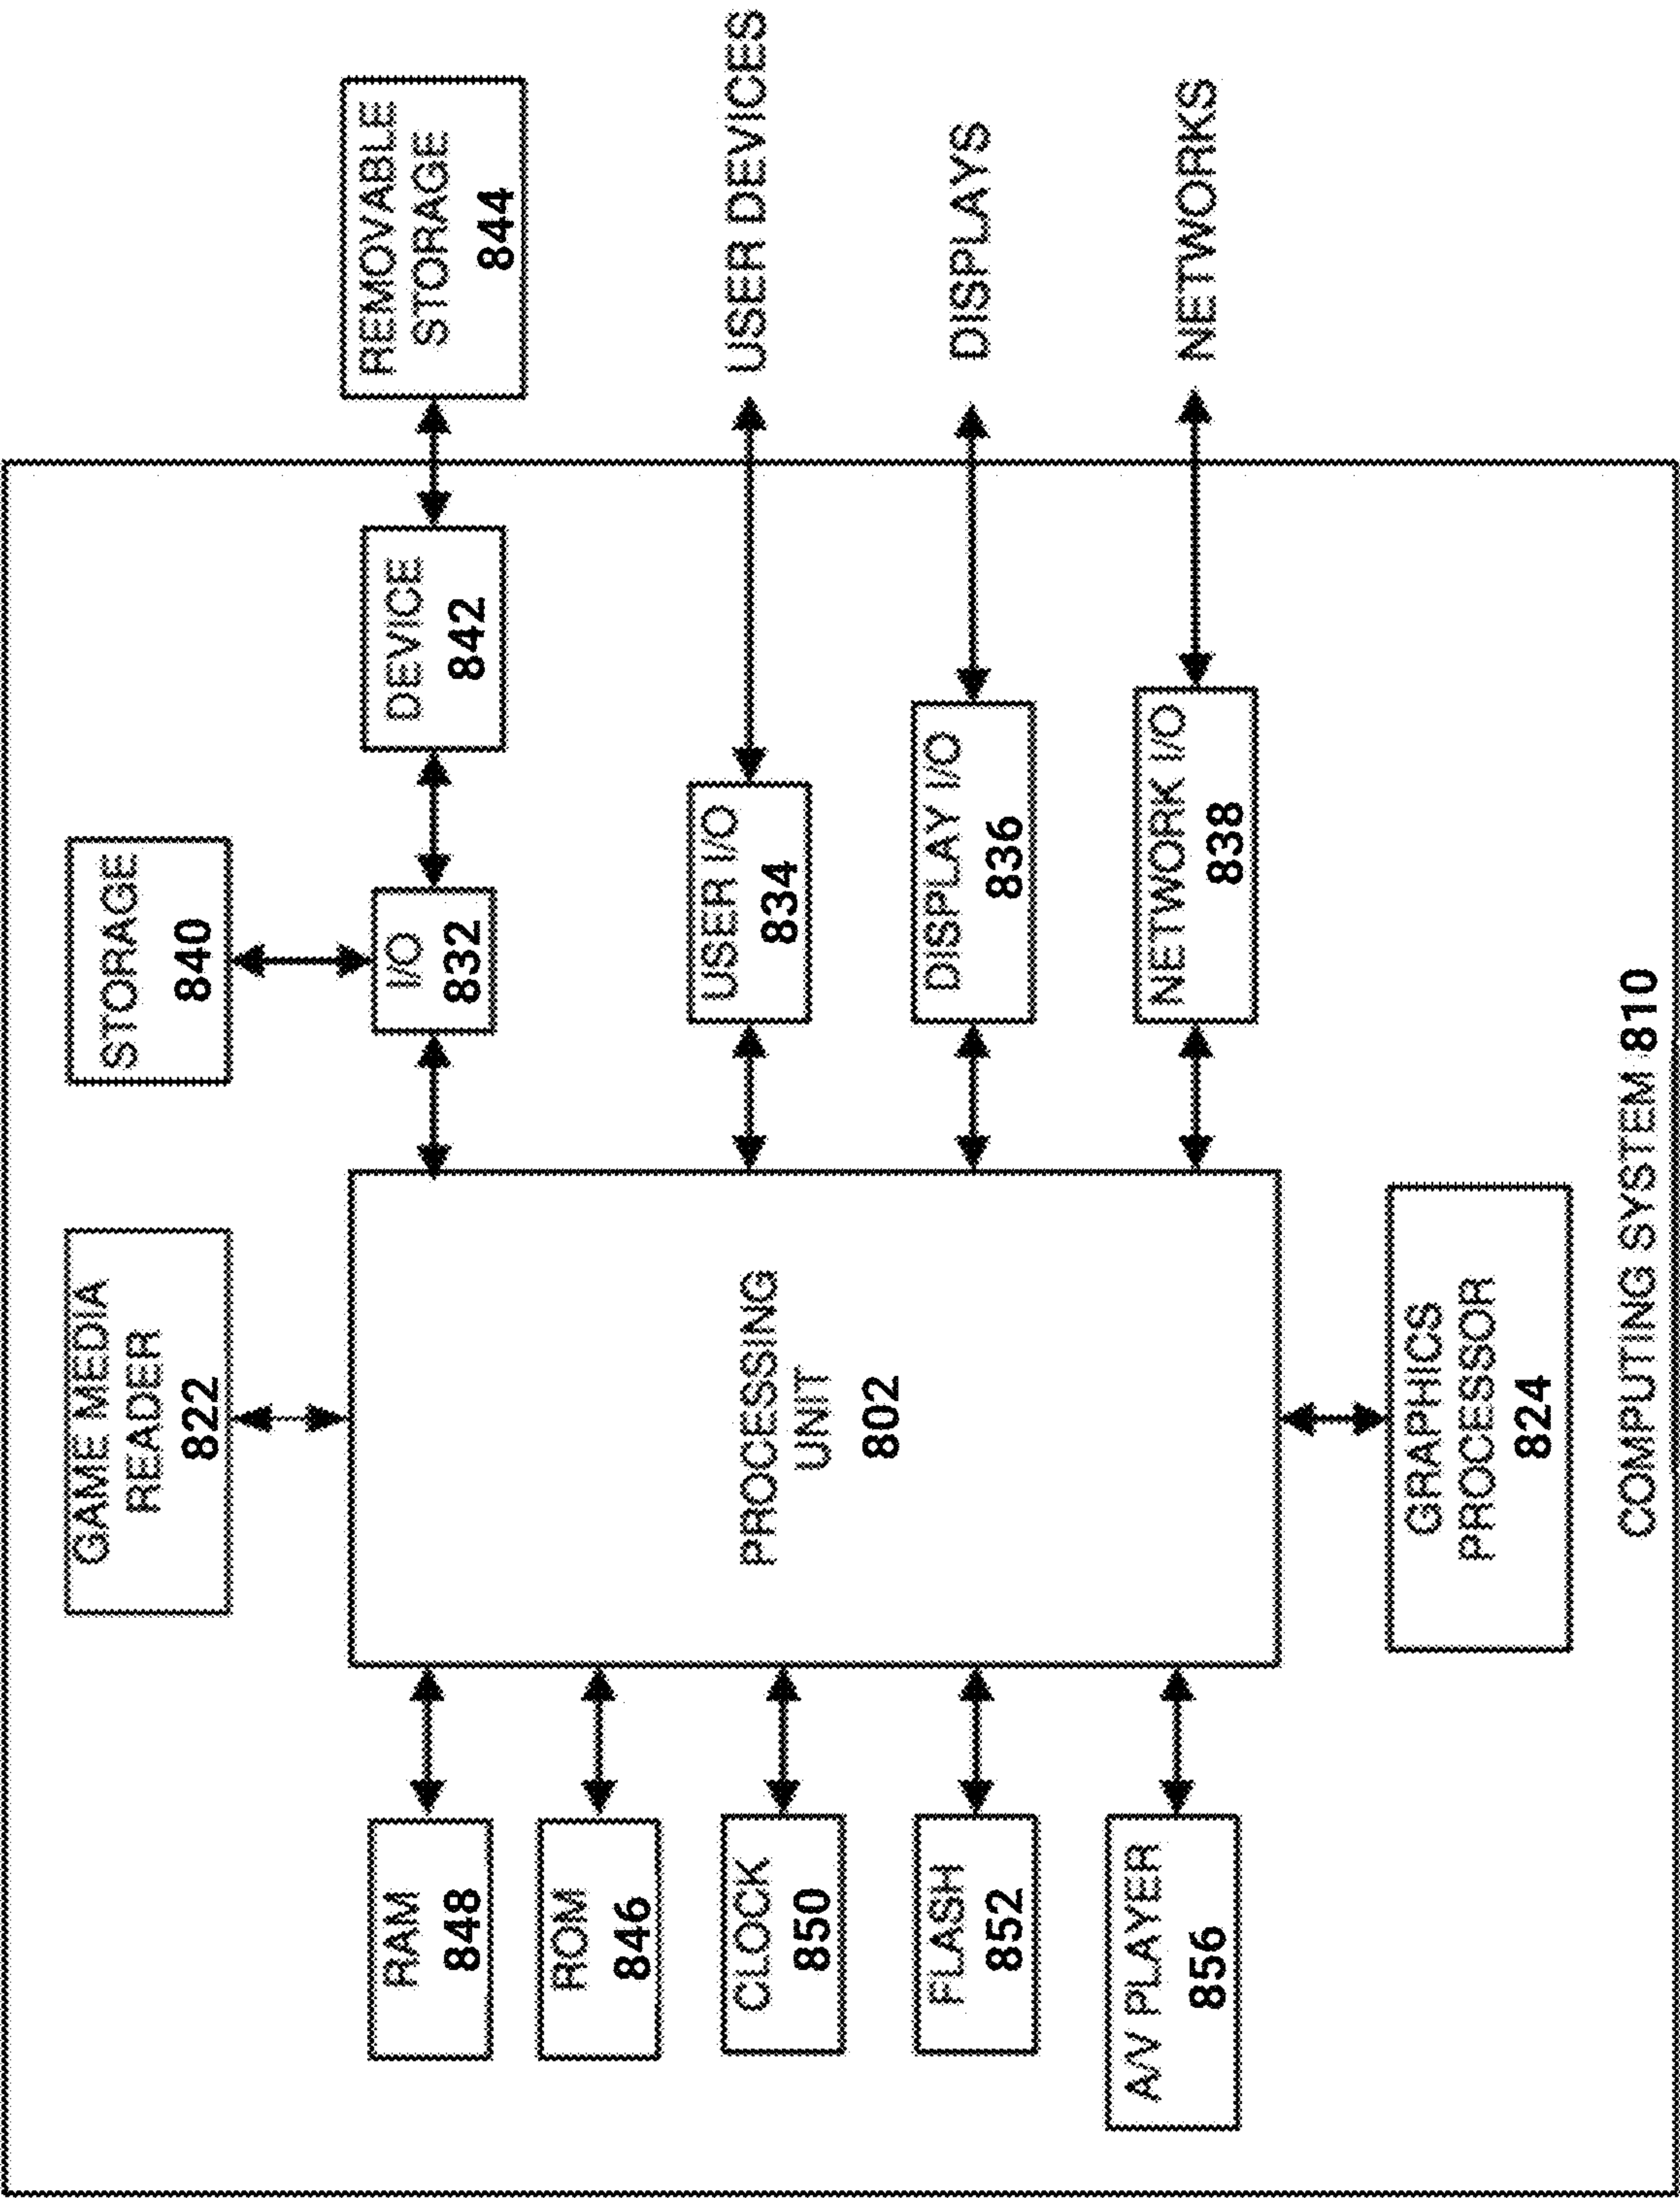 GAME MEDIA
READER
822
STORAGE
840
RAM
848
I/O
832
DEVICE
842
REMOVABLE
STORAGE
844
ROM
846
PROCESSING
UNIT
802
CLOCK
850
USER I/O
834
USER DEVICES
FLASH
852
DISPLAY I/O
836
DISPLAYS
A/V PLAYER
856
NETWORK I/O
838
NETWORKS
GRAPHICS
PROCESSOR
824
COMPUTING SYSTEM 810